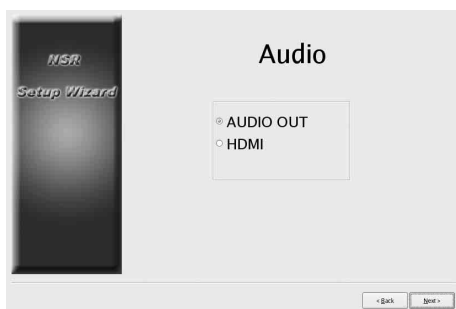 NSR
Setup Wizard
Audio
AUDIO OUT
HDMI
< Back
Next >